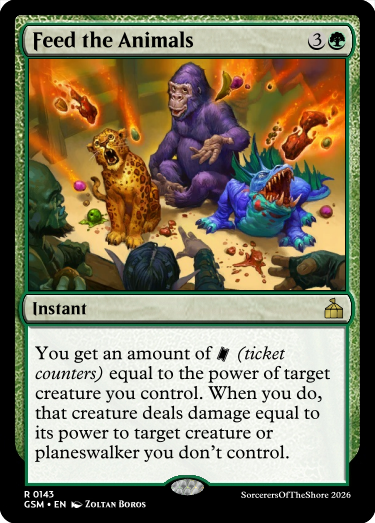 Feed the Animals 3
Instant
You get an amount of (ticket
counters) equal to the power of target
creature you control. When you do,
that creature deals damage equal to
its power to target creature or
planeswalker you don't control.
R 0143
GSM • EN Zoltan Boros
SorcerersOfTheShore 2026